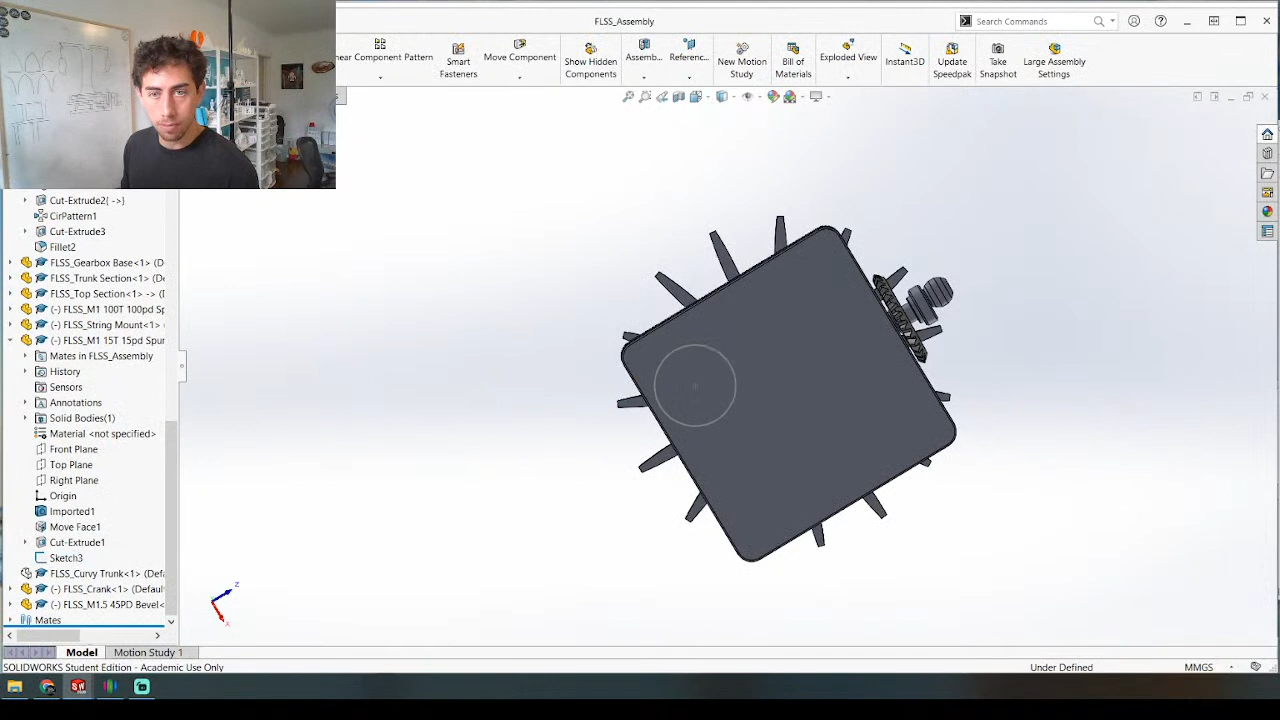 FLSS_Assembly
Search Commands
near Component Pattern
Smart
Fasteners
Move Component
Show Hidden
Components
Assemb...
Referenc...
New Motion
Study
Bill of
Materials
Exploded View
Instant3D
Update
Speedpak
Take
Snapshot
Large Assembly
Settings
Cut-Extrude2{ ->}
CirPattern1
Cut-Extrude3
Fillet2
FLSS_Gearbox Base<1> (D
FLSS_Trunk Section<1> (De
FLSS_Top Section<1> -> (D
(-) FLSS_M1 100T 100pd Sp
(-) FLSS_String Mount<1>
(-) FLSS_M1 15T 15pd Spur
Mates in FLSS_Assembly
History
Sensors
Annotations
Solid Bodies(1)
Material <not specified>
Front Plane
Top Plane
Right Plane
Origin
Imported1
Move Face1
Cut-Extrude1
Sketch3
FLSS_Curvy Trunk<1> (Defa
(-) FLSS_Crank<1> (Defaul
(-) FLSS_M1.5 45PD Bevel<
Mates
z
x
Model
Motion Study 1
SOLIDWORKS Student Edition - Academic Use Only
Under Defined
MMGS